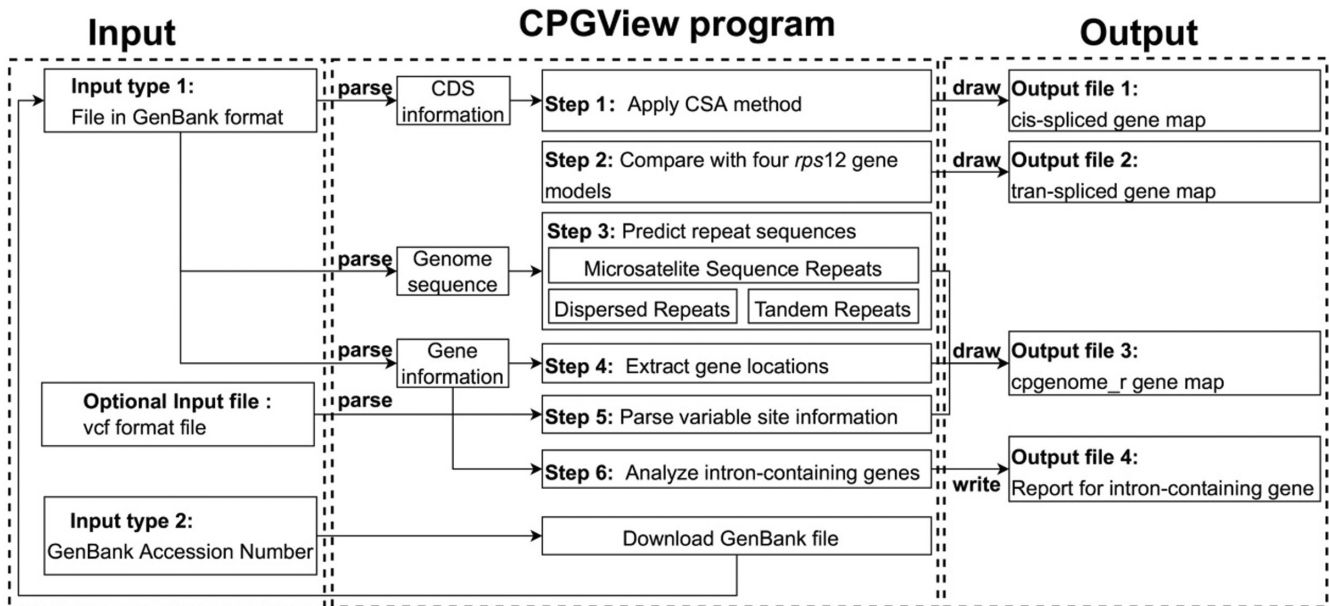 Input
CPGView program
Output
Input type 1:
File in GenBank format
parse
CDS
information
Step 1: Apply CSA method
draw
Output file 1:
cis-spliced gene map
Step 2: Compare with four rps12 gene
models
draw
Output file 2:
tran-spliced gene map
parse
Genome
sequence
Step 3: Predict repeat sequences
Microsatelite Sequence Repeats
Dispersed Repeats
Tandem Repeats
parse
Gene
information
Step 4: Extract gene locations
draw
Output file 3:
cpgenome_r gene map
Optional Input file :
vcf format file
parse
Step 5: Parse variable site information
Step 6: Analyze intron-containing genes
write
Output file 4:
Report for intron-containing gene
Input type 2:
GenBank Accession Number
Download GenBank file